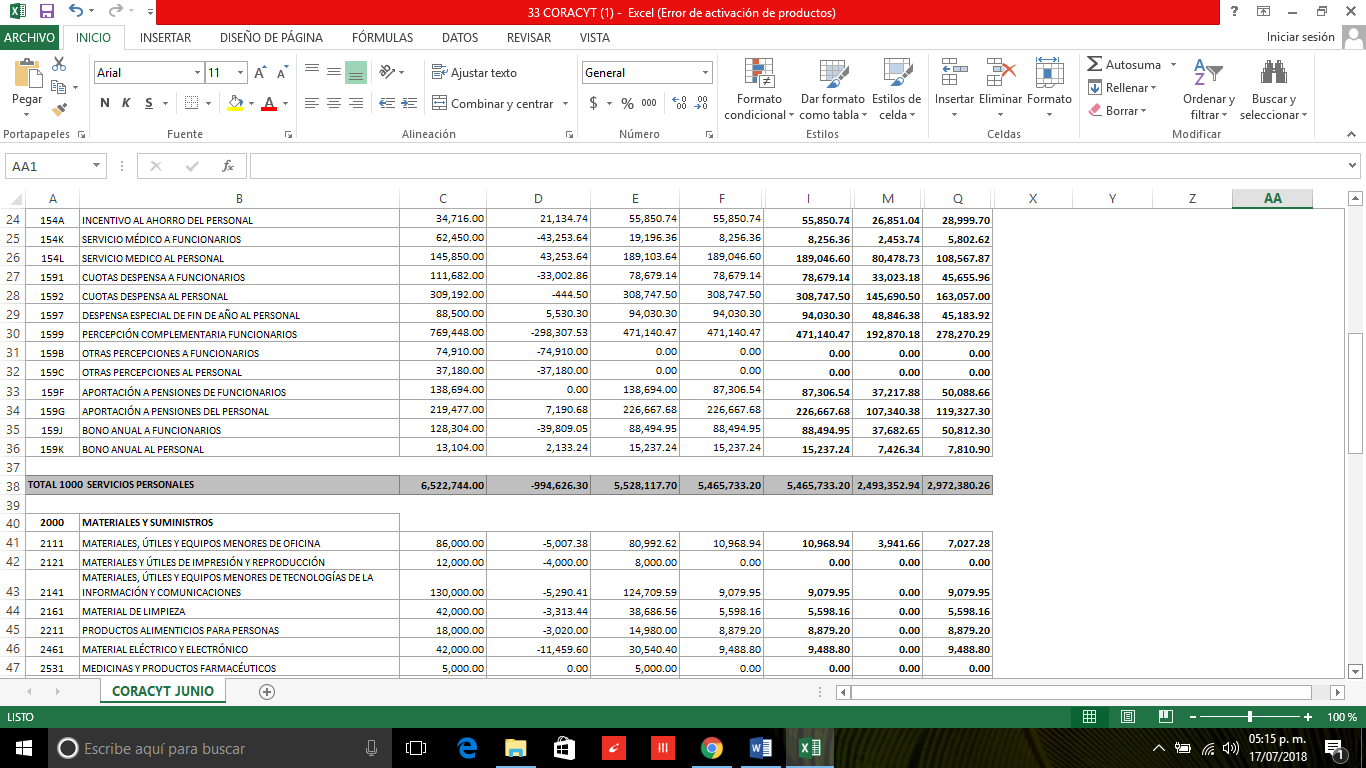 33 CORACYT (1) - Excel (Error de activación de productos)
ARCHIVO INICIO INSERTAR DISEÑO DE PÁGINA FÓRMULAS DATOS REVISAR VISTA Iniciar sesión
Pegar
Arial 11
N K S
Ajustar texto
Combinar y centrar
General
$ % 000
Formato condicional
Dar formato como tabla
Estilos de celda
Insertar Eliminar Formato
Autosuma
Rellenar
Borrar
Ordenar y filtrar
Buscar y seleccionar
Portapapeles Fuente Alineación Número Estilos Celdas Modificar
AA1 fx
A B C D E F I M Q X Y Z AA
24 154A INCENTIVO AL AHORRO DEL PERSONAL 34,716.00 21,134.74 55,850.74 55,850.74 55,850.74 26,851.04 28,999.70
25 154K SERVICIO MÉDICO A FUNCIONARIOS 62,450.00 -43,253.64 19,196.36 8,256.36 8,256.36 2,453.74 5,802.62
26 154L SERVICIO MEDICO AL PERSONAL 145,850.00 43,253.64 189,103.64 189,046.60 189,046.60 80,478.73 108,567.87
27 1591 CUOTAS DESPENSA A FUNCIONARIOS 111,682.00 -33,002.86 78,679.14 78,679.14 78,679.14 33,023.18 45,655.96
28 1592 CUOTAS DESPENSA AL PERSONAL 309,192.00 -444.50 308,747.50 308,747.50 308,747.50 145,690.50 163,057.00
29 1597 DESPENSA ESPECIAL DE FIN DE AÑO AL PERSONAL 88,500.00 5,530.30 94,030.30 94,030.30 94,030.30 48,846.38 45,183.92
30 1599 PERCEPCIÓN COMPLEMENTARIA FUNCIONARIOS 769,448.00 -298,307.53 471,140.47 471,140.47 471,140.47 192,870.18 278,270.29
31 159B OTRAS PERCEPCIONES A FUNCIONARIOS 74,910.00 -74,910.00 0.00 0.00 0.00 0.00 0.00
32 159C OTRAS PERCEPCIONES AL PERSONAL 37,180.00 -37,180.00 0.00 0.00 0.00 0.00 0.00
33 159F APORTACIÓN A PENSIONES DE FUNCIONARIOS 138,694.00 0.00 138,694.00 87,306.54 87,306.54 37,217.88 50,088.66
34 159G APORTACIÓN A PENSIONES DEL PERSONAL 219,477.00 7,190.68 226,667.68 226,667.68 226,667.68 107,340.38 119,327.30
35 159J BONO ANUAL A FUNCIONARIOS 128,304.00 -39,809.05 88,494.95 88,494.95 88,494.95 37,682.65 50,812.30
36 159K BONO ANUAL AL PERSONAL 13,104.00 2,133.24 15,237.24 15,237.24 15,237.24 7,426.34 7,810.90
37
38 TOTAL 1000 SERVICIOS PERSONALES 6,522,744.00 -994,626.30 5,528,117.70 5,465,733.20 5,465,733.20 2,493,352.94 2,972,380.26
39
40 2000 MATERIALES Y SUMINISTROS
41 2111 MATERIALES, ÚTILES Y EQUIPOS MENORES DE OFICINA 86,000.00 -5,007.38 80,992.62 10,968.94 10,968.94 3,941.66 7,027.28
42 2121 MATERIALES Y ÚTILES DE IMPRESIÓN Y REPRODUCCIÓN 12,000.00 -4,000.00 8,000.00 0.00 0.00 0.00 0.00
MATERIALES, ÚTILES Y EQUIPOS MENORES DE TECNOLOGÍAS DE LA
43 2141 INFORMACIÓN Y COMUNICACIONES 130,000.00 -5,290.41 124,709.59 9,079.95 9,079.95 0.00 9,079.95
44 2161 MATERIAL DE LIMPIEZA 42,000.00 -3,313.44 38,686.56 5,598.16 5,598.16 0.00 5,598.16
45 2211 PRODUCTOS ALIMENTICIOS PARA PERSONAS 18,000.00 -3,020.00 14,980.00 8,879.20 8,879.20 0.00 8,879.20
46 2461 MATERIAL ELÉCTRICO Y ELECTRÓNICO 42,000.00 -11,459.60 30,540.40 9,488.80 9,488.80 0.00 9,488.80
47 2531 MEDICINAS Y PRODUCTOS FARMACÉUTICOS 5,000.00 0.00 5,000.00 0.00 0.00 0.00 0.00
CORACYT JUNIO
LISTO 100 %
Escribe aquí para buscar
05:15 p. m.
17/07/2018